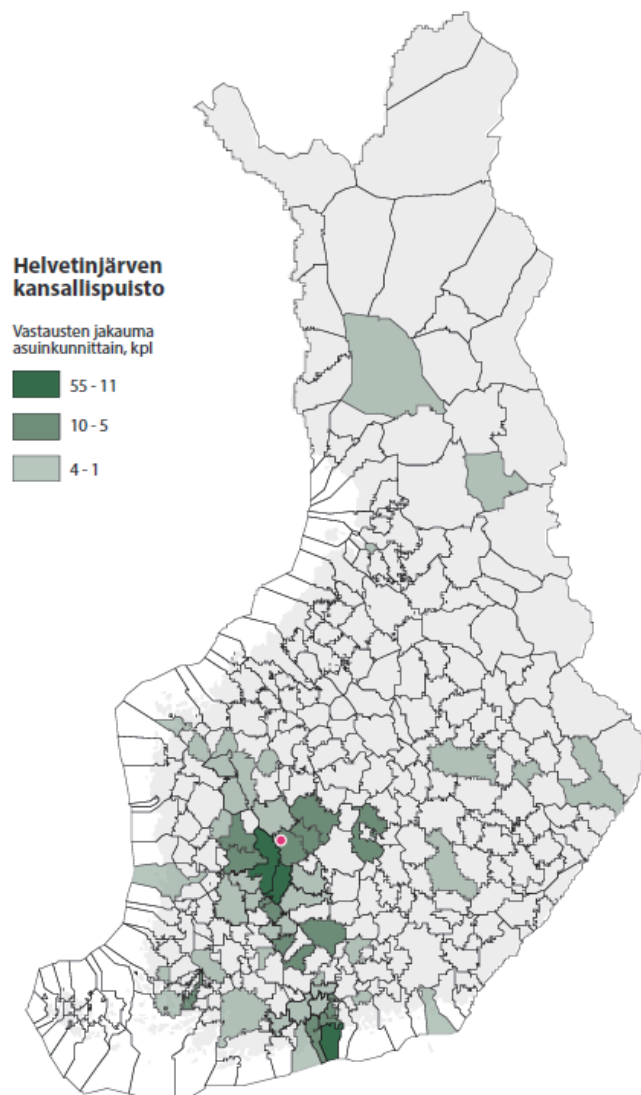 Helvetinjärven
kansallispuisto
Vastausten jakauma
asuinkunnittain, kpl
55 - 11
10 - 5
4 - 1